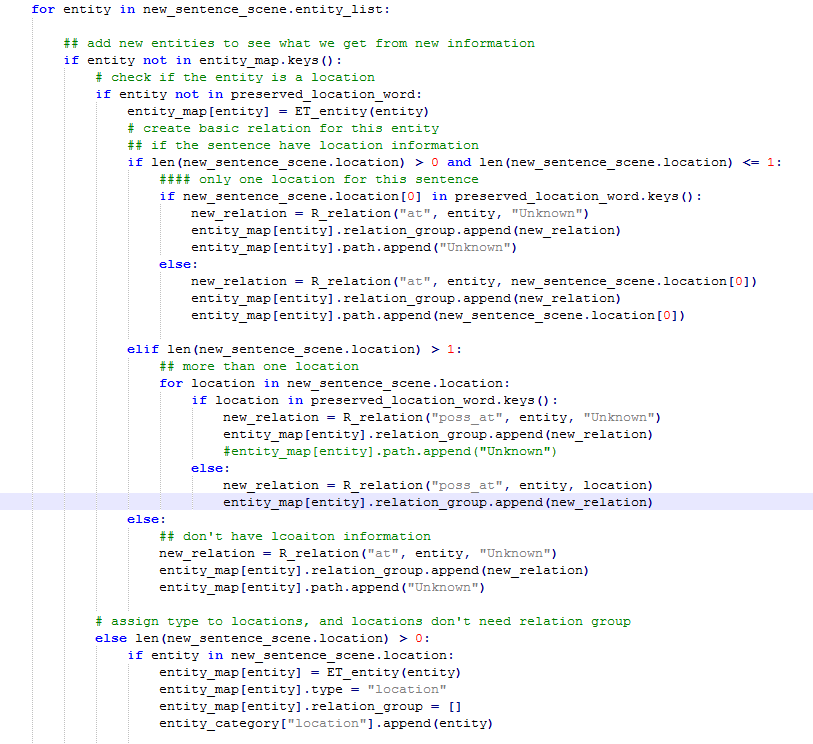 for entity in new_sentence_scene.entity_list:
## add new entities to see what we get from new information
if entity not in entity_map.keys():
# check if the entity is a location
if entity not in preserved_location_word:
entity_map[entity] = ET_entity(entity)
# create basic relation for this entity
## if the sentence have location information
if len(new_sentence_scene.location) > 0 and len(new_sentence_scene.location) <= 1:
#### only one location for this sentence
if new_sentence_scene.location[0] in preserved_location_word.keys():
new_relation = R_relation("at", entity, "Unknown")
entity_map[entity].relation_group.append(new_relation)
entity_map[entity].path.append("Unknown")
else:
new_relation = R_relation("at", entity, new_sentence_scene.location[0])
entity_map[entity].relation_group.append(new_relation)
entity_map[entity].path.append(new_sentence_scene.location[0])
elif len(new_sentence_scene.location) > 1:
## more than one location
for location in new_sentence_scene.location:
if location in preserved_location_word.keys():
new_relation = R_relation("poss_at", entity, "Unknown")
entity_map[entity].relation_group.append(new_relation)
#entity_map[entity].path.append("Unknown")
else:
new_relation = R_relation("poss_at", entity, location)
entity_map[entity].relation_group.append(new_relation)
else:
## don't have lcoaiton information
new_relation = R_relation("at", entity, "Unknown")
entity_map[entity].relation_group.append(new_relation)
entity_map[entity].path.append("Unknown")
# assign type to locations, and locations don't need relation group
else len(new_sentence_scene.location) > 0:
if entity in new_sentence_scene.location:
entity_map[entity] = ET_entity(entity)
entity_map[entity].type = "location"
entity_map[entity].relation_group = []
entity_category["location"].append(entity)